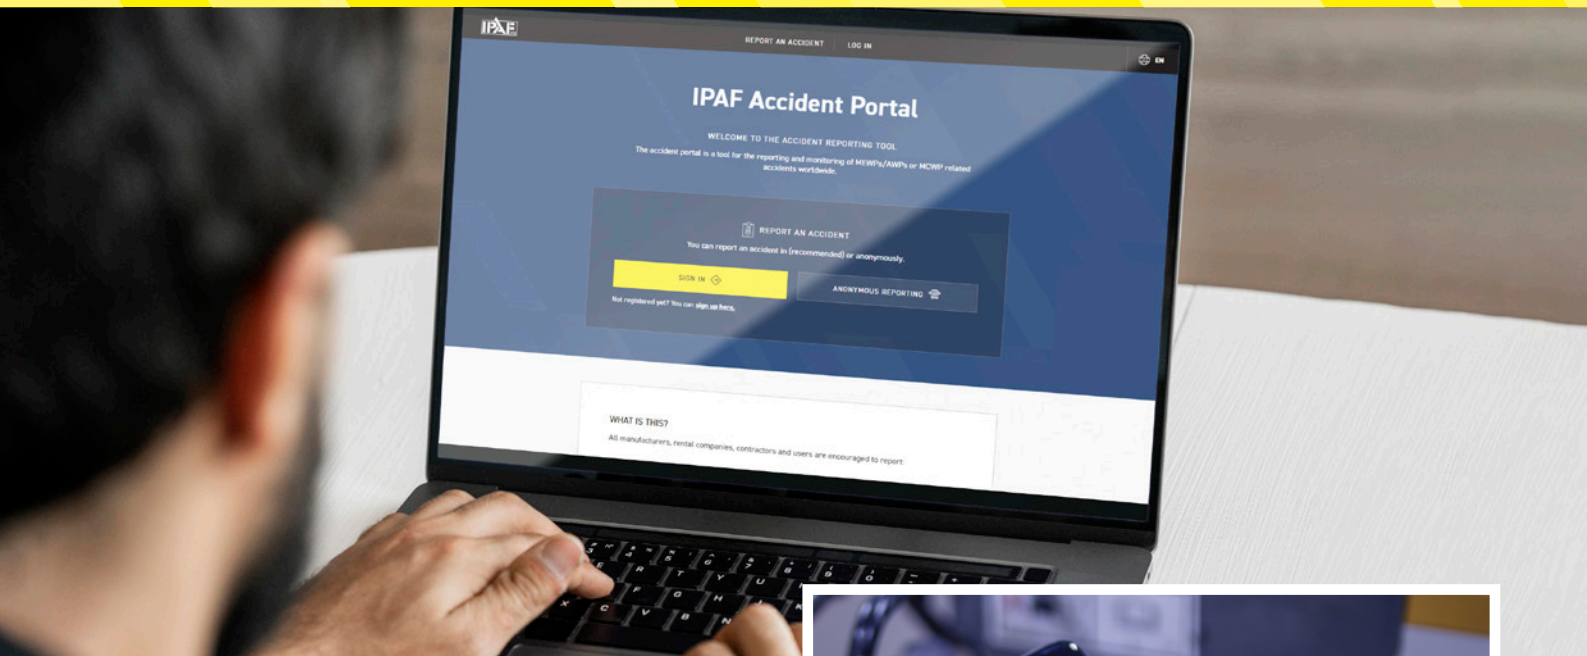 IPAF
REPORT AN ACCIDENT
LOG IN
EN
IPAF Accident Portal
WELCOME TO THE ACCIDENT REPORTING TOOL
The accident portal is a tool for the reporting and monitoring of MEWPs/AWPs or MCWP related
accidents worldwide.
REPORT AN ACCIDENT
You can report an accident in (recommended) or anonymously.
SIGN IN
ANONYMOUS REPORTING
Not registered yet? You can sign up here.
WHAT IS THIS?
All manufacturers, rental companies, contractors and users are encouraged to report: